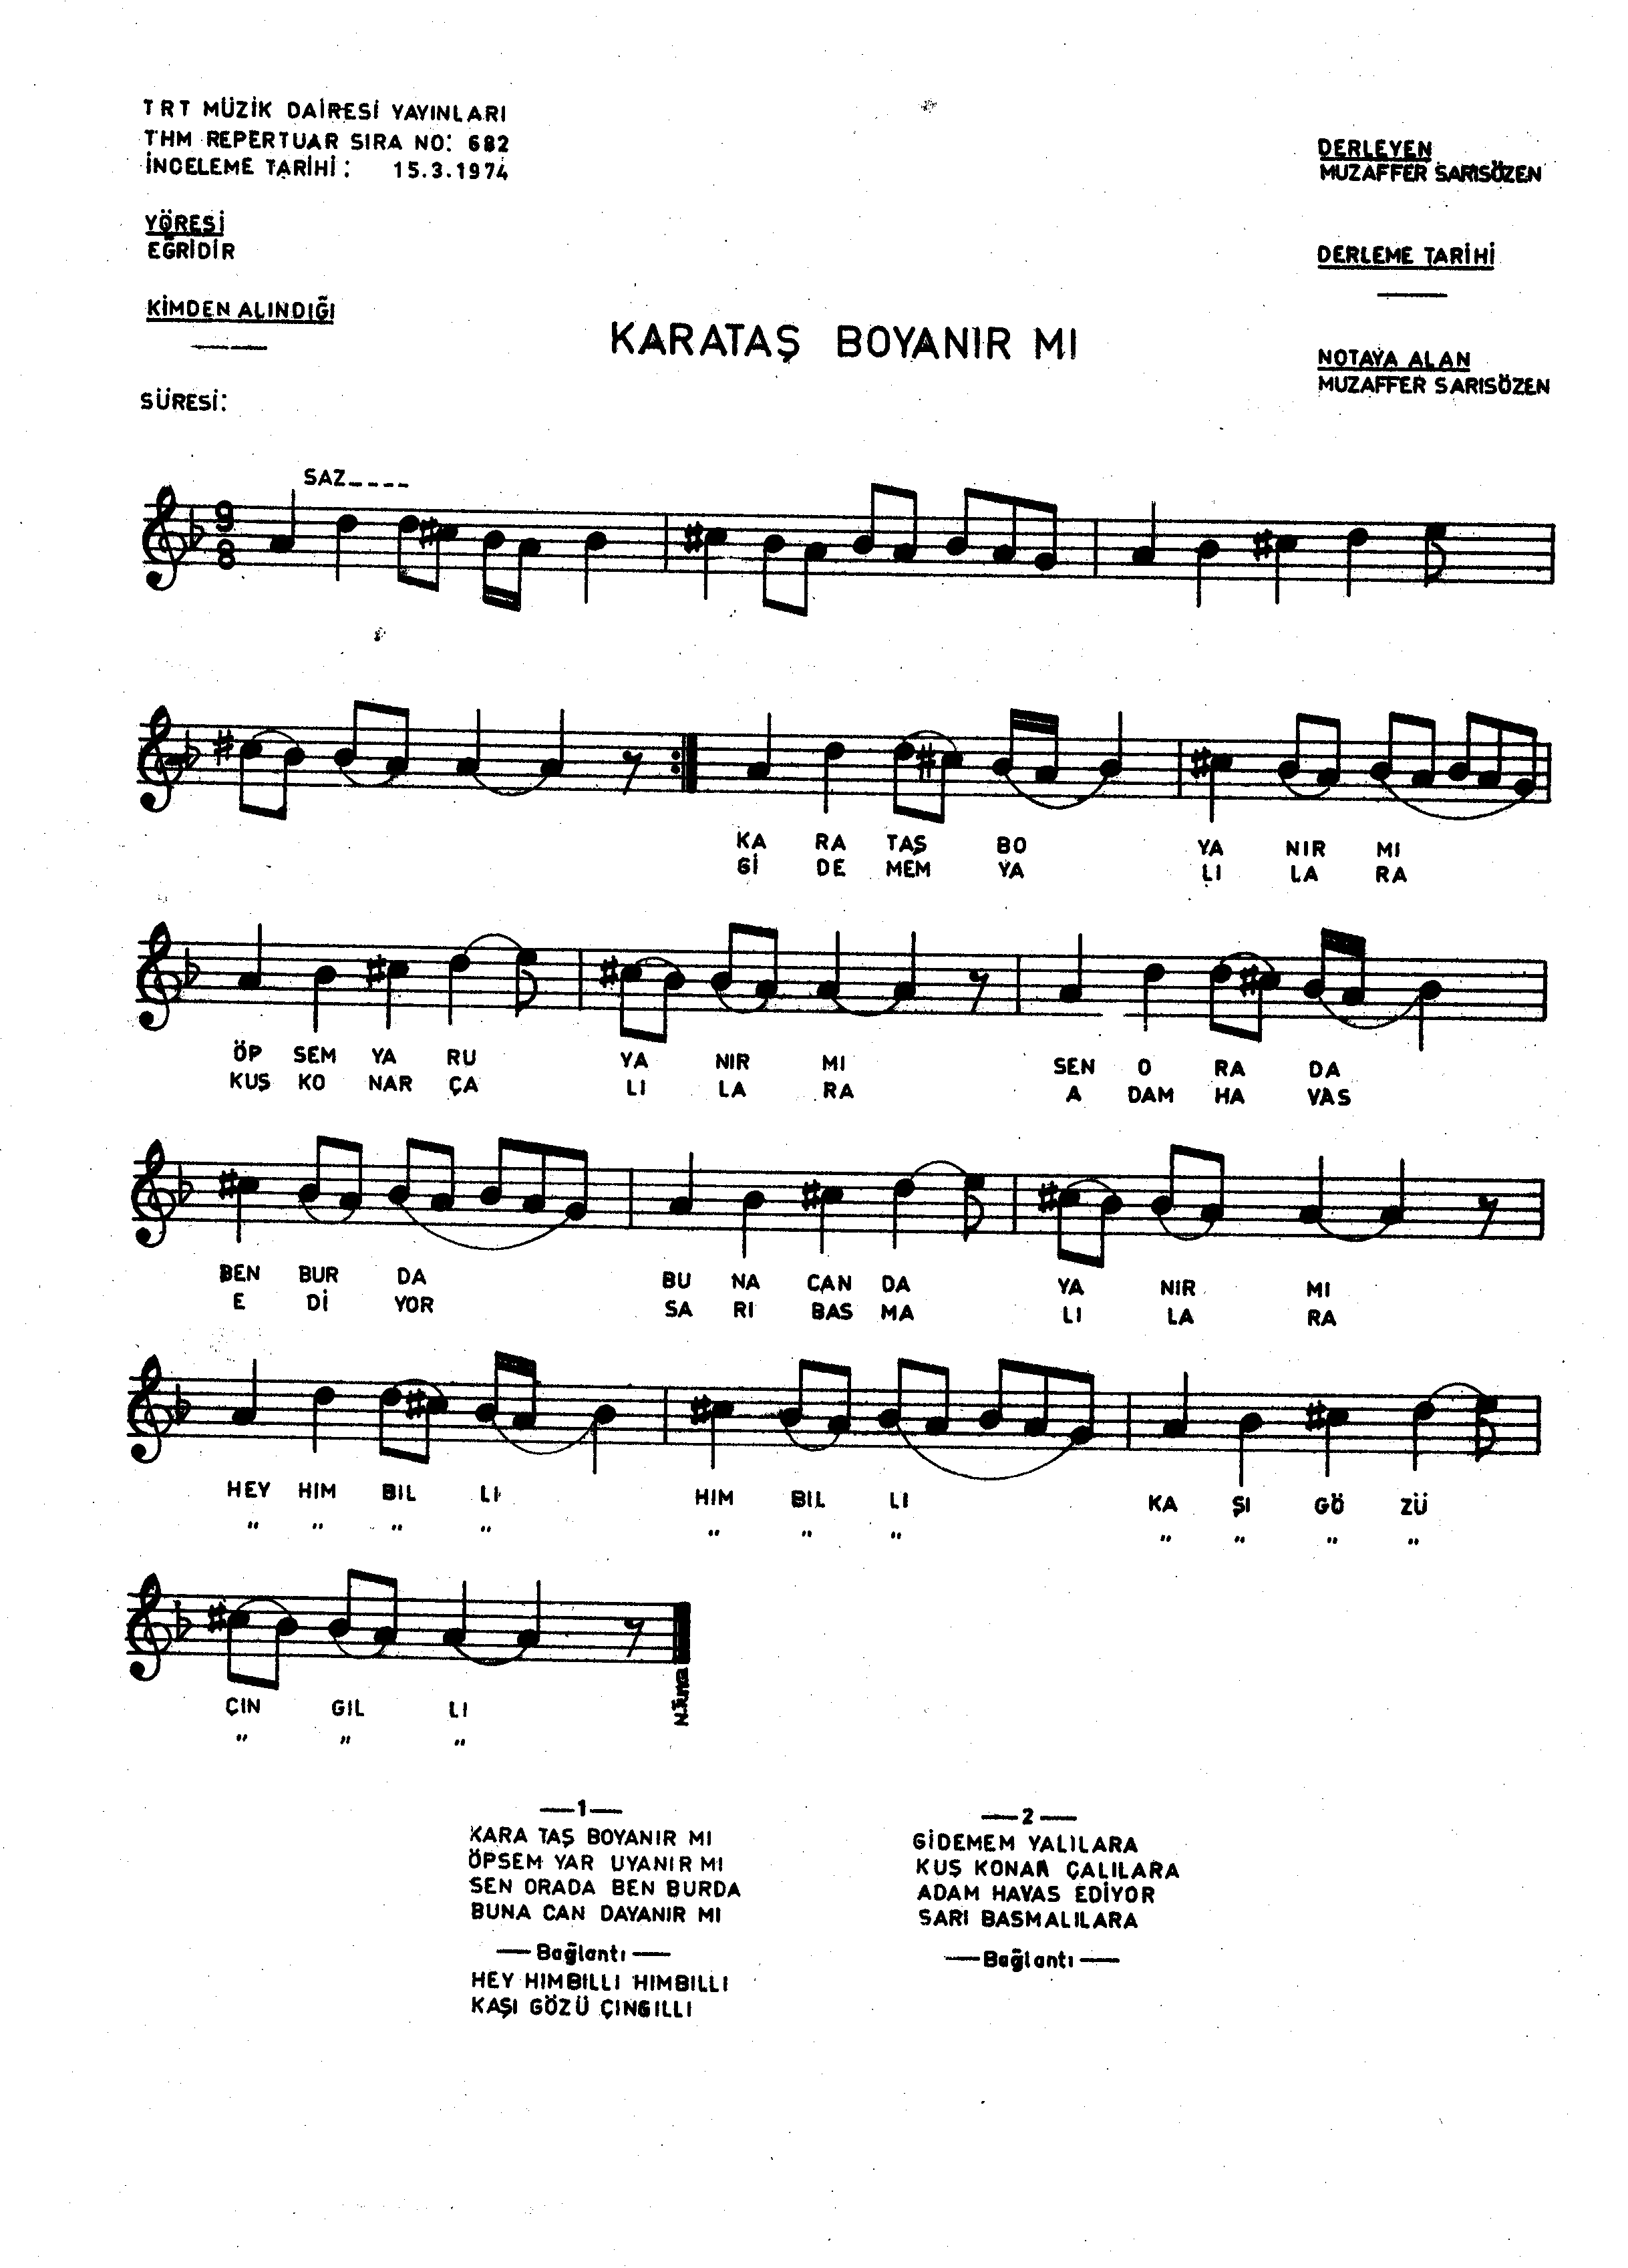 TRT MÜZİK DAİRESİ YAYINLARI
THM REPERTUAR SIRA NO: 682
İNCELEME TARİHİ: 15.3.1974
DERLEYEN
MUZAFFER SARISÖZEN
YÖRESİ
EĞRİDİR
DERLEME TARİHİ
KİMDEN ALINDIĞI
KARATAŞ BOYANIR MI
NOTAYA ALAN
MUZAFFER SARISÖZEN
SÜRESİ:
SAZ----
9
8
KA RA TAŞ BO YA NIR MI
Gİ DE MEM YA LI LA RA
ÖP SEM YA RU YA NIR MI SEN O RA DA
KUŞ KO NAR ÇA LI LA RA A DAM HA VAS
BEN BUR DA BU NA CAN DA YA NIR MI
E Dİ YOR SA RI BAS MA LI LA RA
HEY HIM BIL LI HIM BIL LI KA ŞI GÖ ZÜ
" " " " " " " " " " "
ÇIN GIL LI
" " "
N.Tuna
—1—
KARA TAŞ BOYANIR MI
ÖPSEM YAR UYANIR MI
SEN ORADA BEN BURDA
BUNA CAN DAYANIR MI
—Bağlantı—
HEY HIMBILLI HIMBILLI
KAŞI GÖZÜ ÇINGILLI
—2—
GİDEMEM YALILARA
KUŞ KONAR ÇALILARA
ADAM HAVAS EDİYOR
SARI BASMALILARA
—Bağlantı—